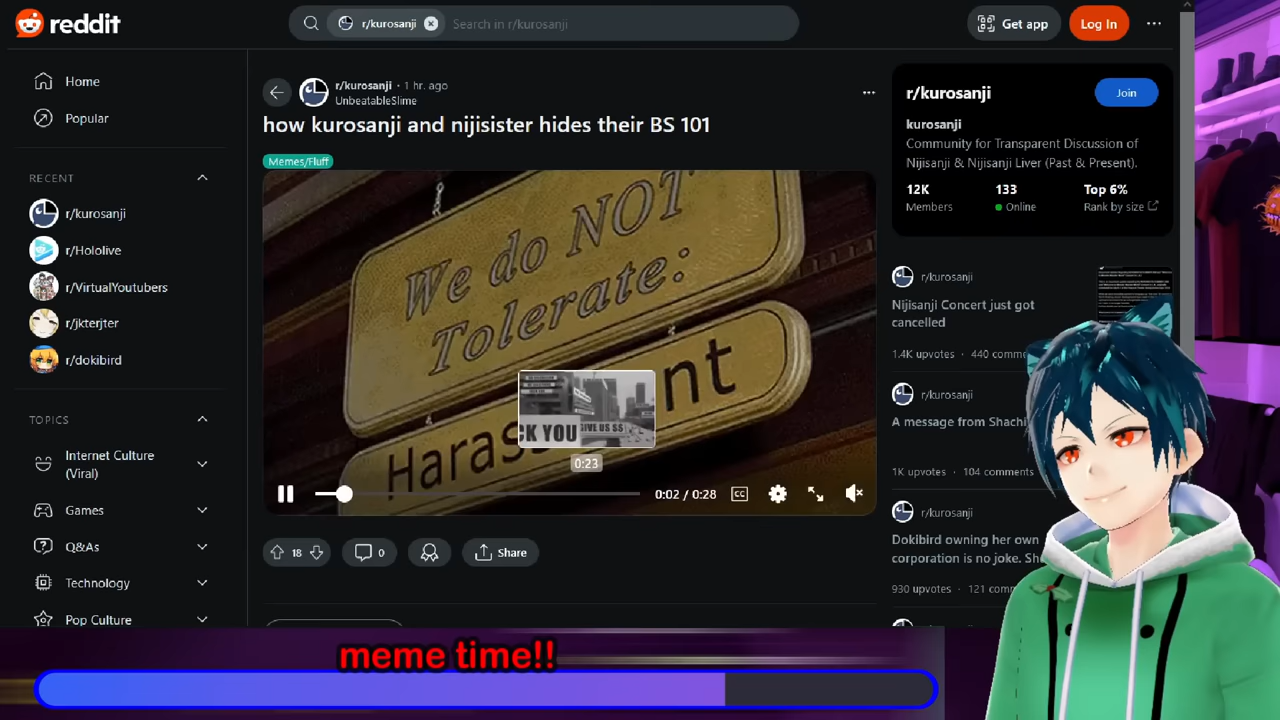 reddit
r/kurosanji
Search in r/kurosanji
Get app
Log In
Home
Popular
RECENT
r/kurosanji
r/Hololive
r/VirtualYoutubers
r/jkterjter
r/dokibird
TOPICS
Internet Culture
(Viral)
Games
Q&As
Technology
Pop Culture
r/kurosanji • 1 hr. ago
UnbeatableSlime
how kurosanji and nijisister hides their BS 101
Memes/Fluff
We do NOT
Tolerate:
Haras nt
CK YOU
GIVE US $$
0:23
0:02 / 0:28
CC
18
0
Share
r/kurosanji
Join
kurosanji
Community for Transparent Discussion of
Nijisanji & Nijisanji Liver (Past & Present).
12K
133
Top 6%
Members
Online
Rank by size
r/kurosanji
Nijisanji Concert just got
cancelled
1.4K upvotes • 440 comme
r/kurosanji
A message from Shachi
1K upvotes • 104 comments
r/kurosanji
Dokibird owning her own
corporation is no joke. Sh
930 upvotes • 121 comm
meme time!!